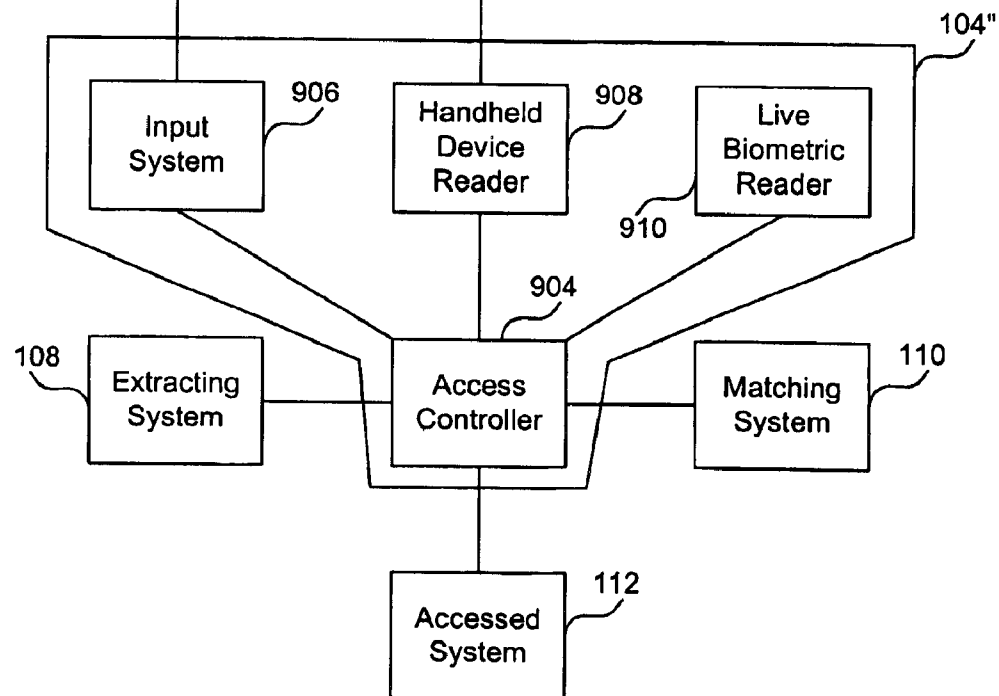 104"
906
Input
System
908
Handheld
Device
Reader
Live
Biometric
Reader
910
904
108
Extracting
System
Access
Controller
110
Matching
System
112
Accessed
System